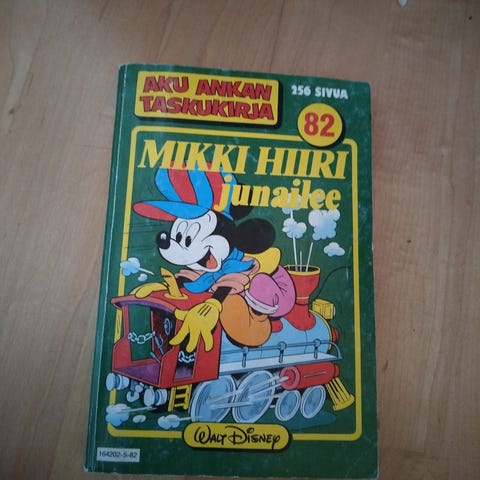 AKU ANKAN
TASKUKIRJA
256 SIVUA
82
MIKKI HIIRI
junailee
WALT DISNEY
164202-5-82